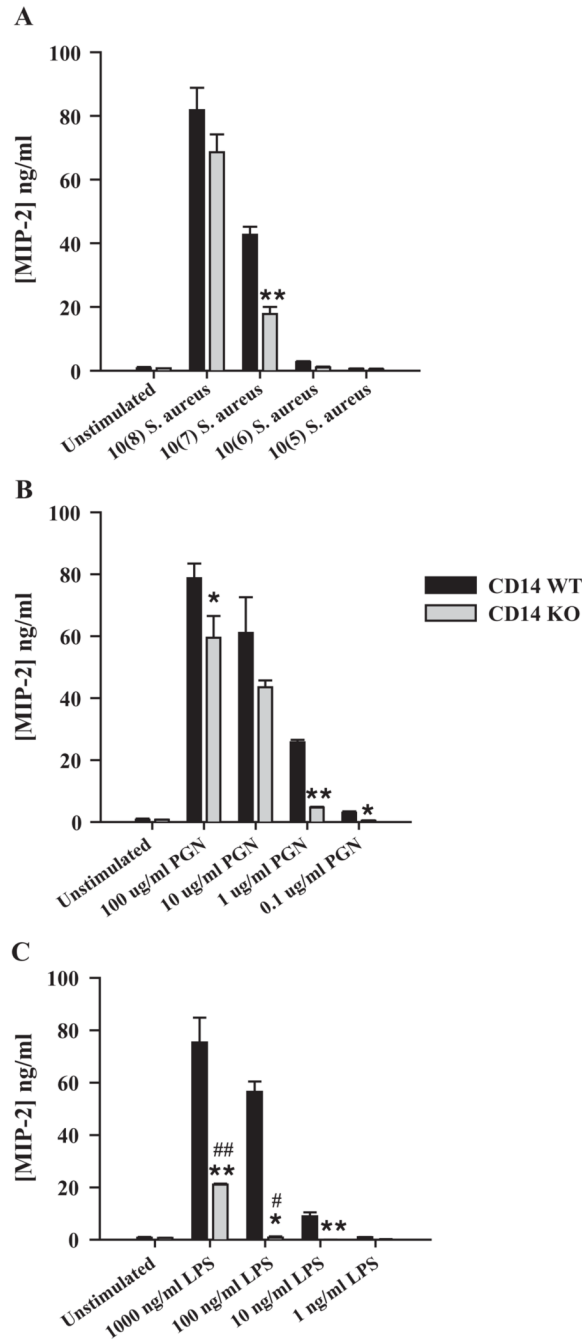 A
100
80
60
40
20
0
[MIP-2] ng/ml
**
Unstimulated
10(8) S. aureus
10(7) S. aureus
10(6) S. aureus
10(5) S. aureus
B
100
80
60
40
20
0
[MIP-2] ng/ml
*
**
*
Unstimulated
100 ug/ml PGN
10 ug/ml PGN
1 ug/ml PGN
0.1 ug/ml PGN
CD14 WT
CD14 KO
C
100
80
60
40
20
0
[MIP-2] ng/ml
##
**
#
*
**
Unstimulated
1000 ng/ml LPS
100 ng/ml LPS
10 ng/ml LPS
1 ng/ml LPS